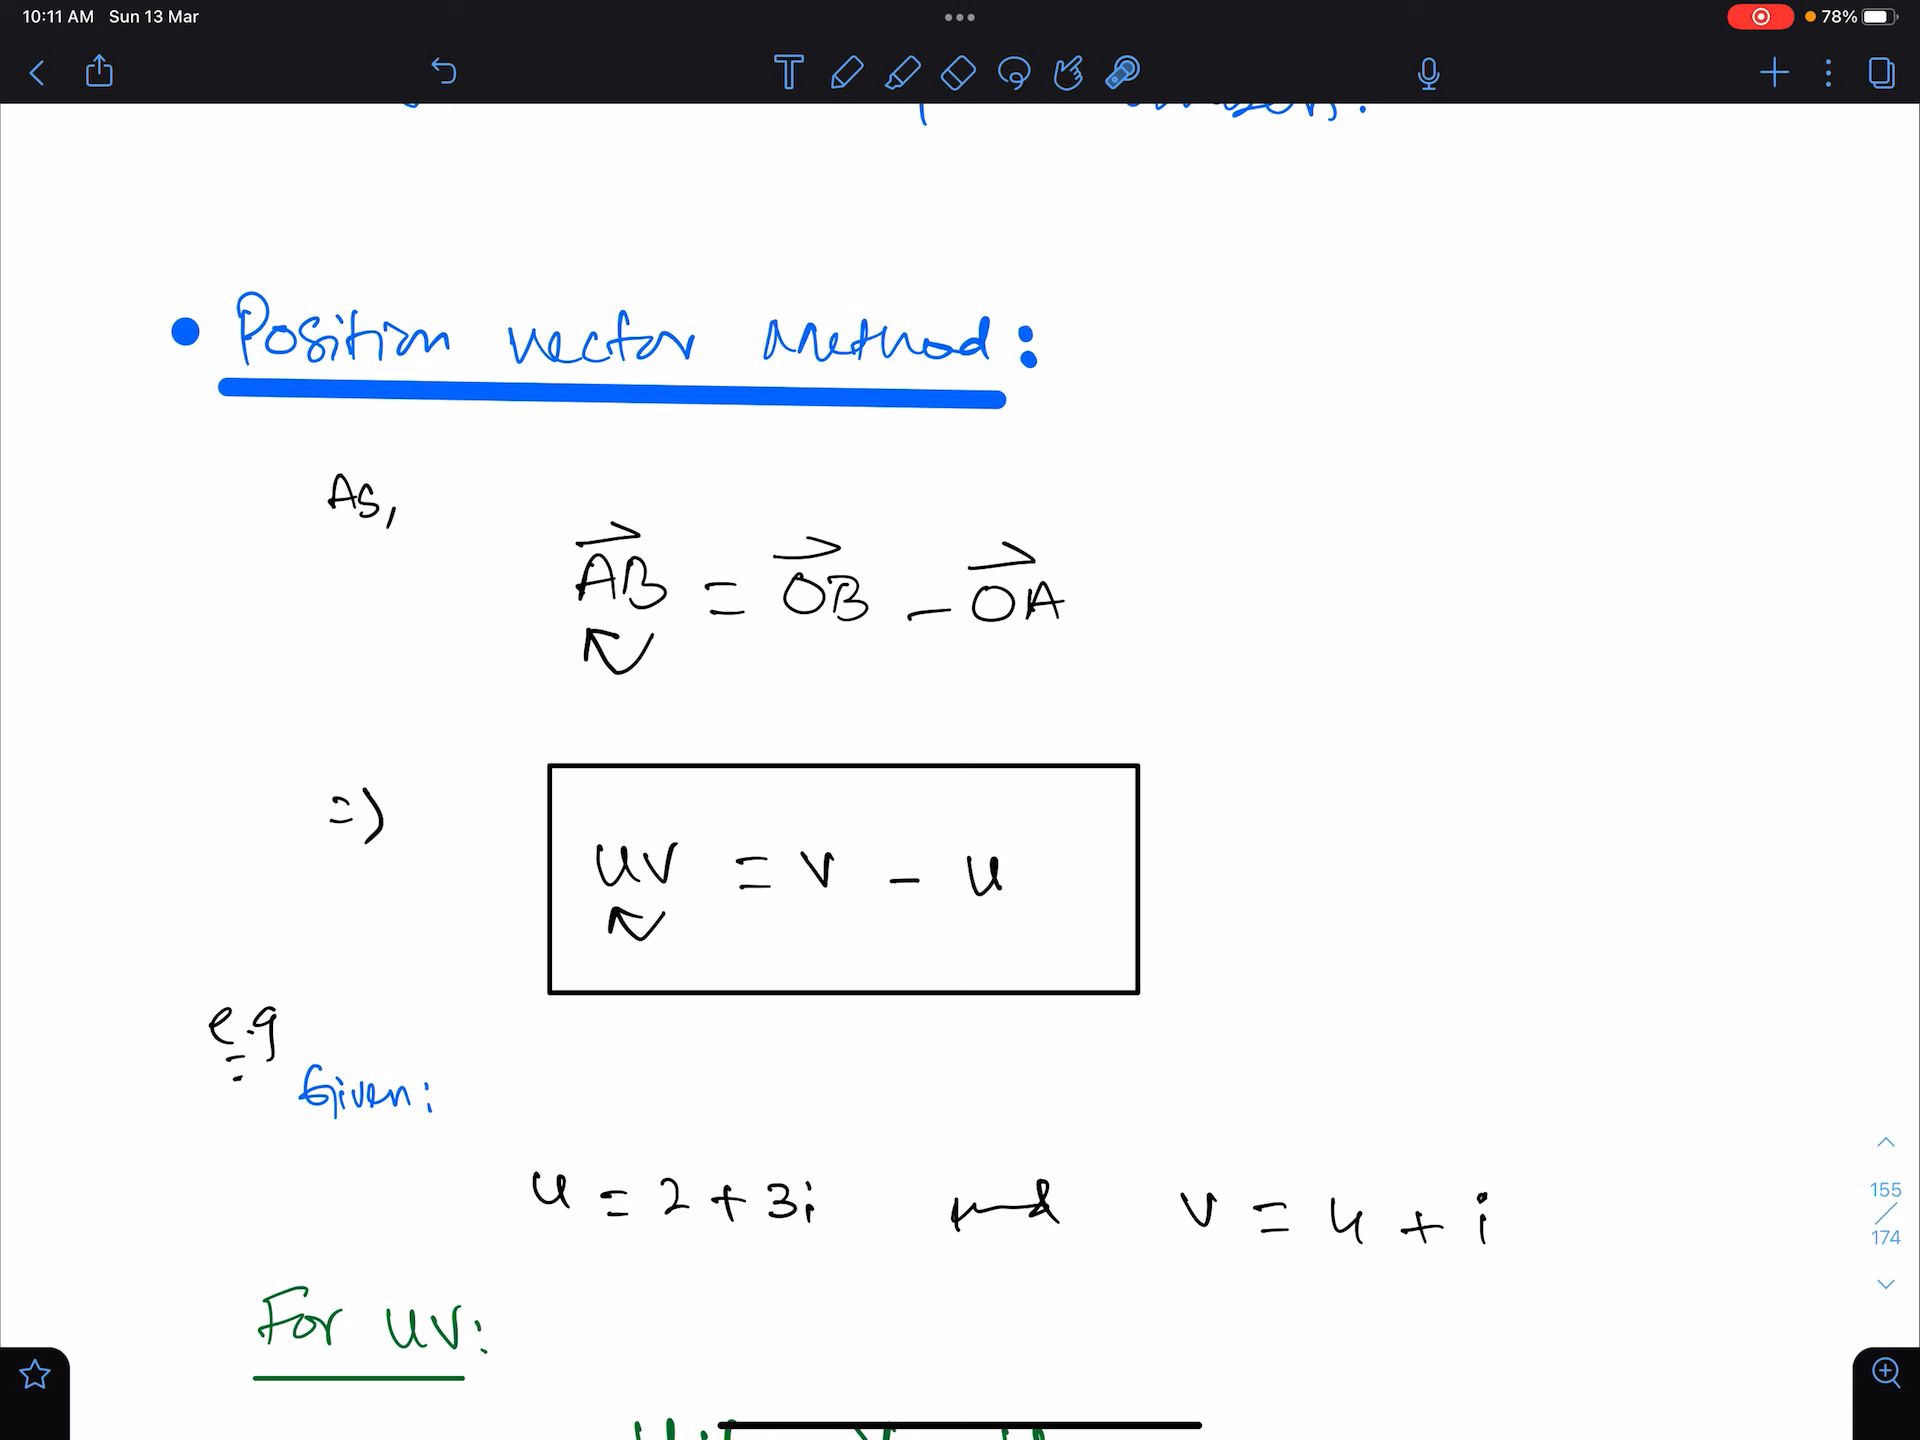 10:11 AM Sun 13 Mar
78%
• Position vector Method:
As,
AB = OB - OA
=)
uv = v - u
e.g
Given:
u = 2 + 3i and v = 4 + i
155
/
174
For uv: